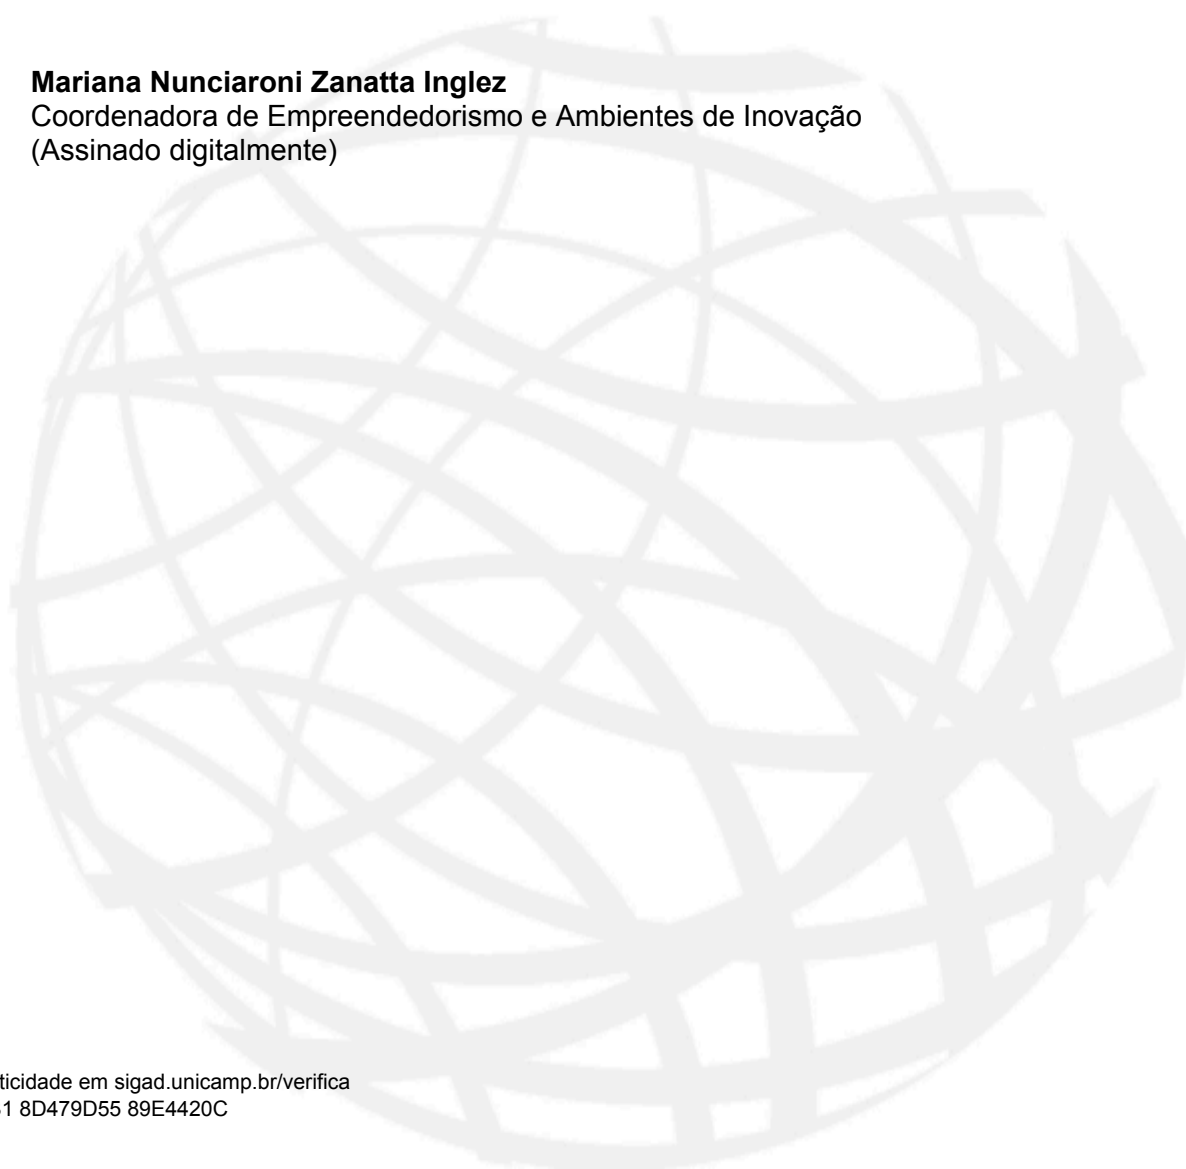 Mariana Nunciaroni Zanatta Inglez
Coordenadora de Empreendedorismo e Ambientes de Inovação
(Assinado digitalmente)
ticidade em sigad.unicamp.br/verifica
1 8D479D55 89E4420C